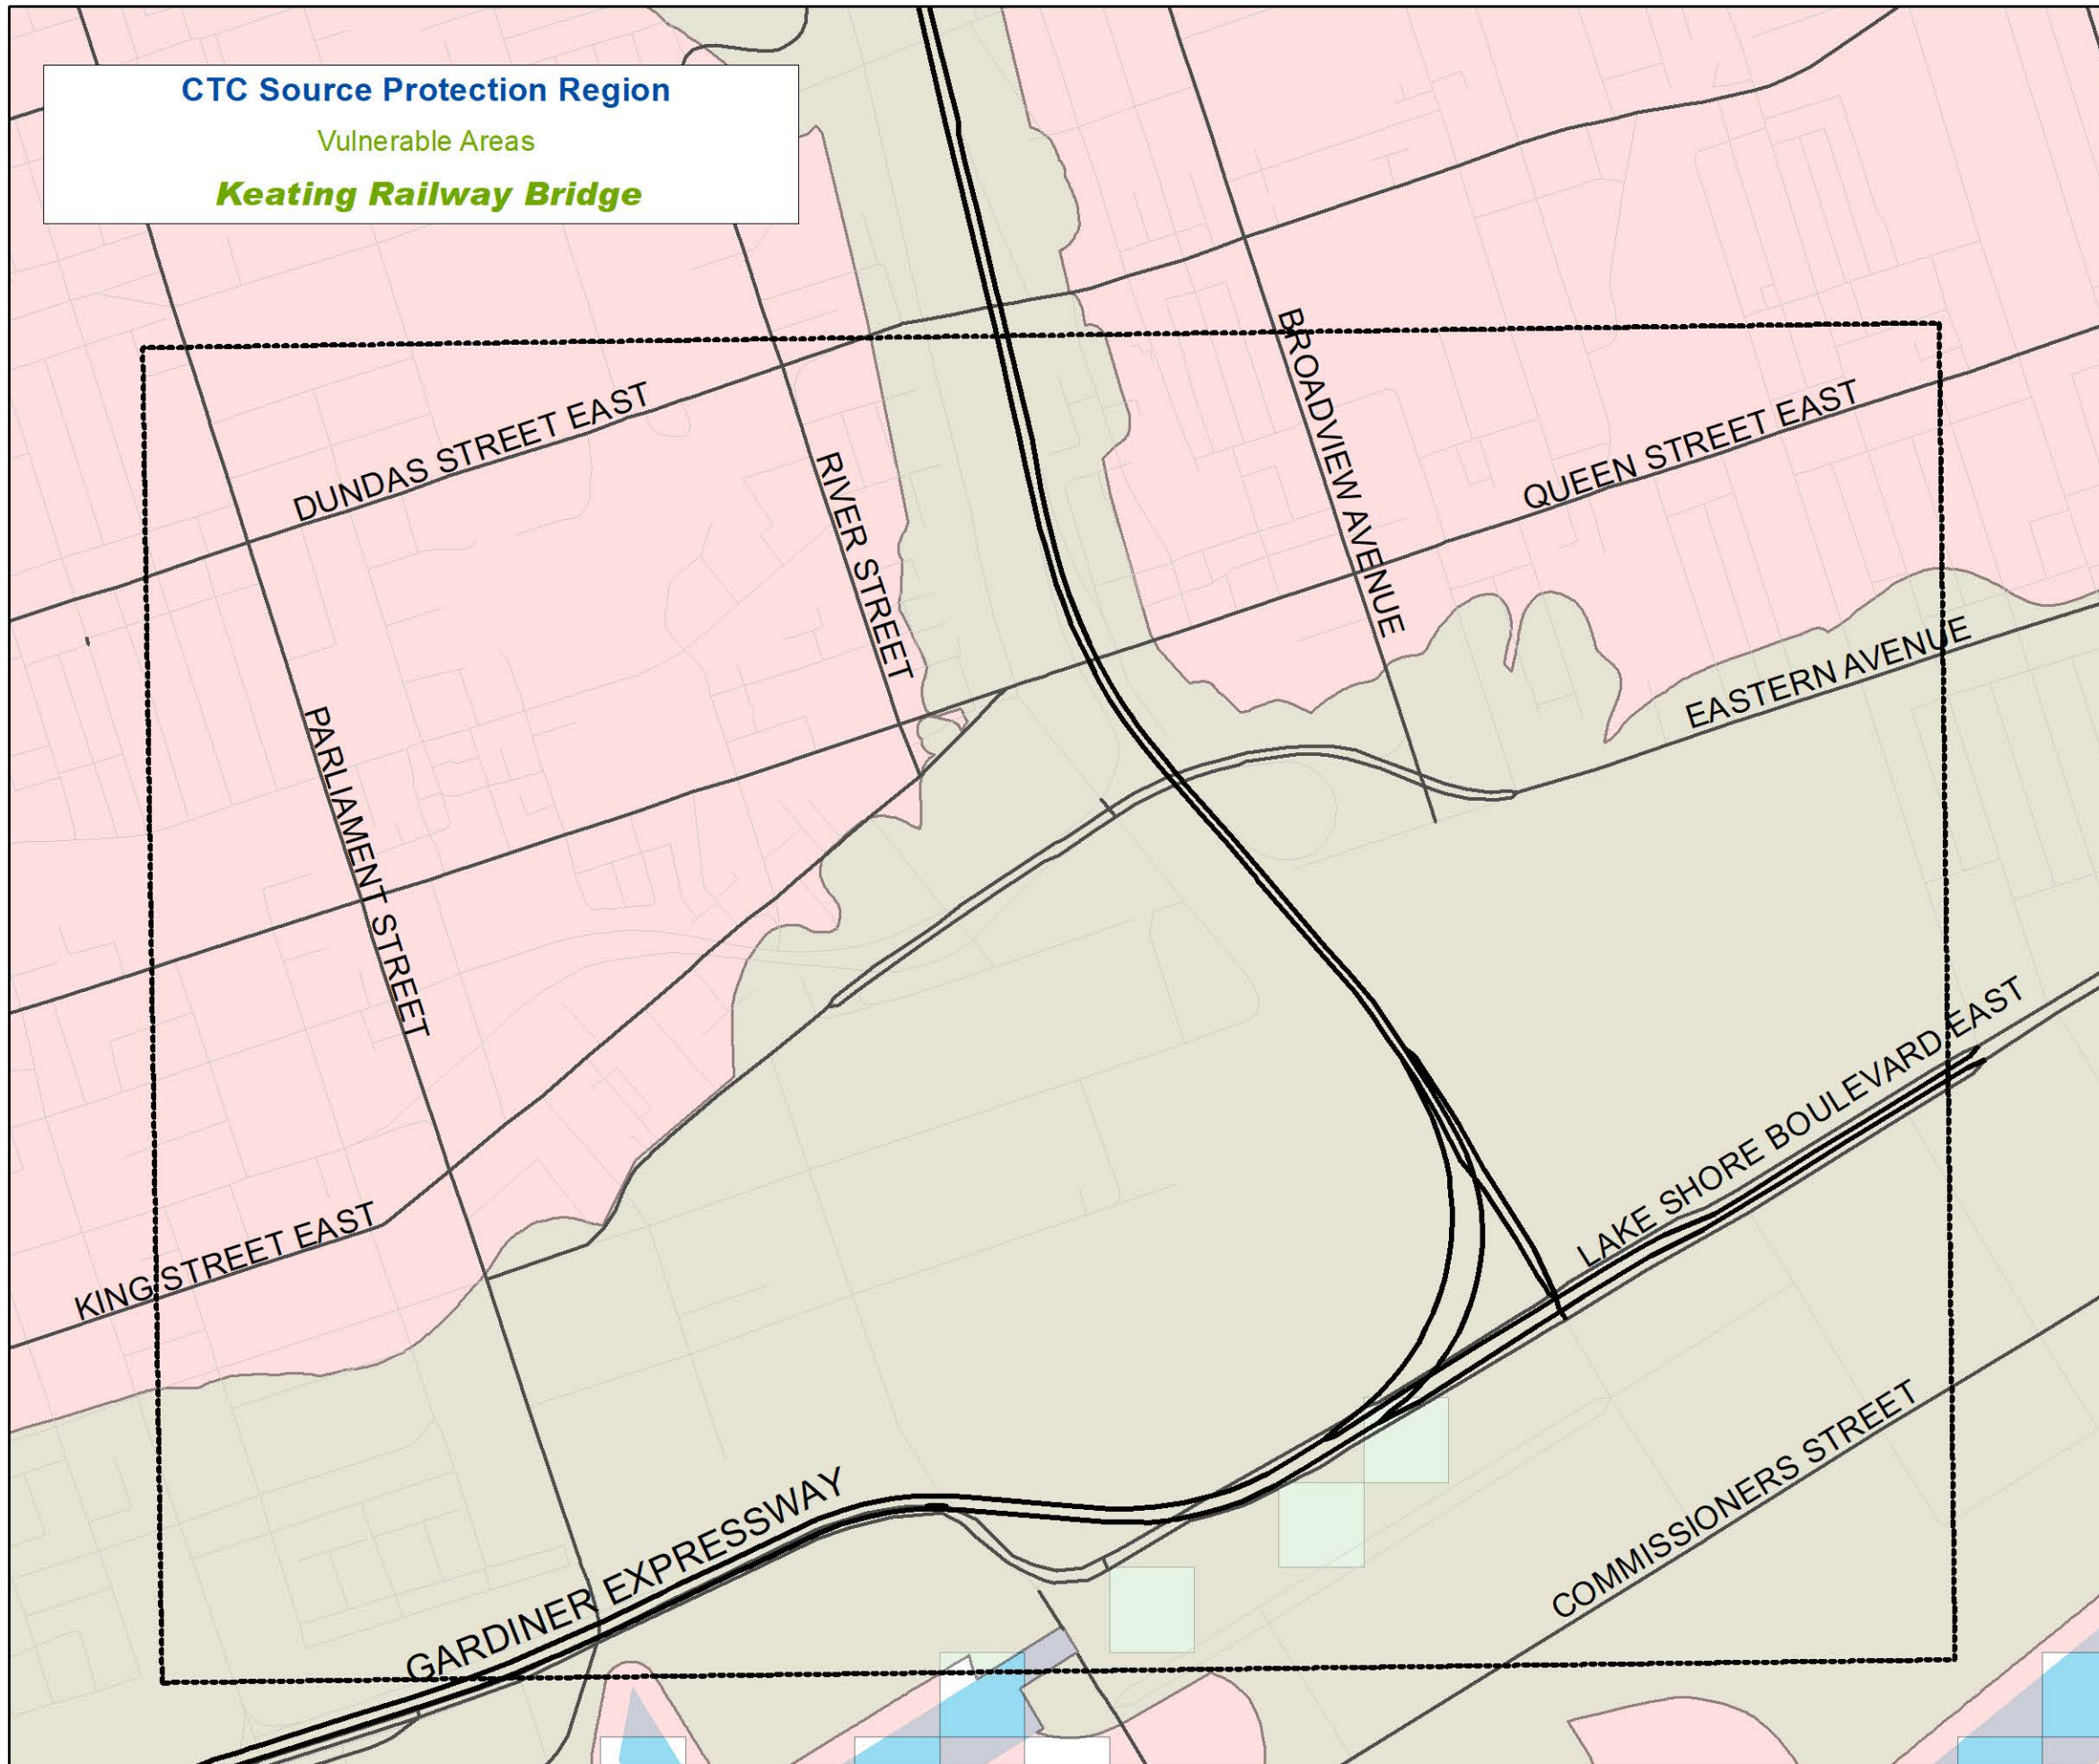 CTC Source Protection Region
Vulnerable Areas
Keating Railway Bridge
DUNDAS STREET EAST
RIVER STREET
BROADVIEW AVENUE
QUEEN STREET EAST
EASTERN AVENUE
PARLIAMENT STREET
KING STREET EAST
LAKE SHORE BOULEVARD EAST
GARDINER EXPRESSWAY
COMMISSIONERS STREET